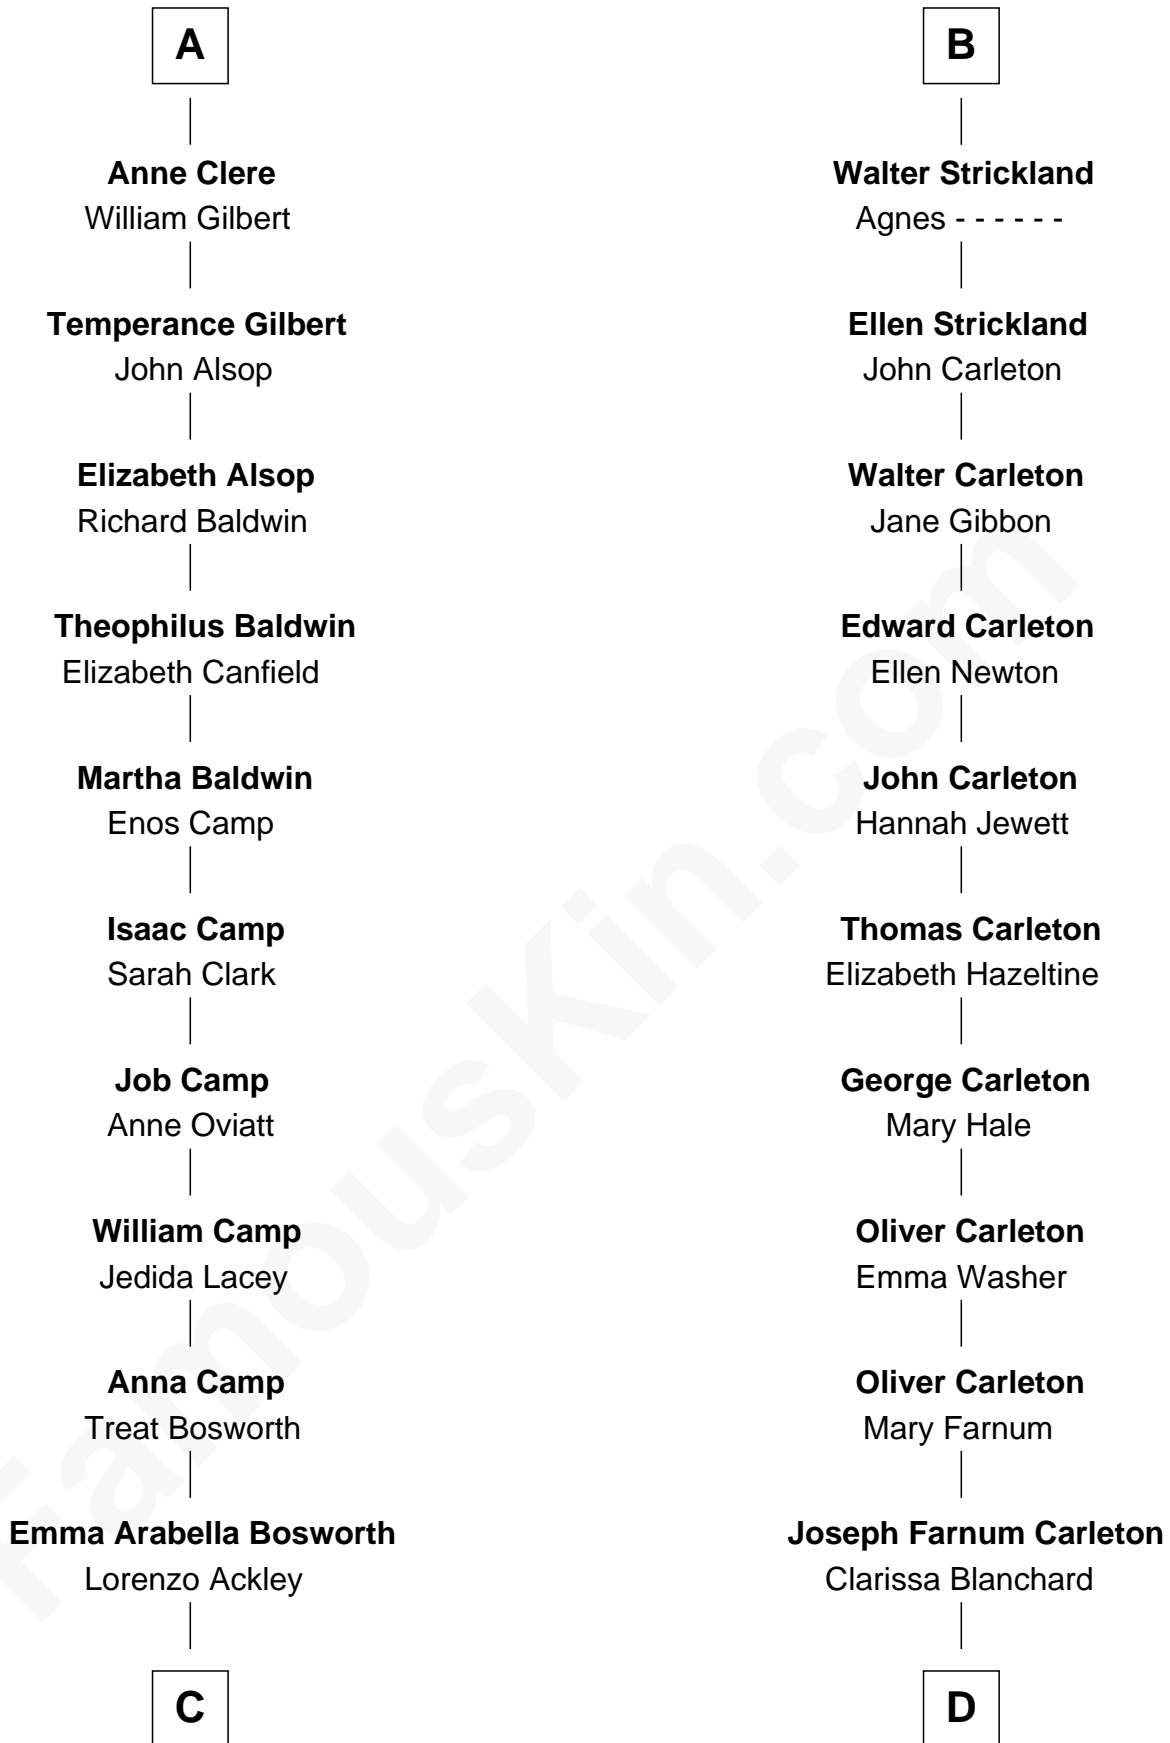 A
Anne Clere
William Gilbert
Temperance Gilbert
John Alsop
Elizabeth Alsop
Richard Baldwin
Theophilus Baldwin
Elizabeth Canfield
Martha Baldwin
Enos Camp
Isaac Camp
Sarah Clark
Job Camp
Anne Oviatt
William Camp
Jedida Lacey
Anna Camp
Treat Bosworth
Emma Arabella Bosworth
Lorenzo Ackley
C
B
Walter Strickland
Agnes - - - - - -
Ellen Strickland
John Carleton
Walter Carleton
Jane Gibbon
Edward Carleton
Ellen Newton
John Carleton
Hannah Jewett
Thomas Carleton
Elizabeth Hazeltine
George Carleton
Mary Hale
Oliver Carleton
Emma Washer
Oliver Carleton
Mary Farnum
Joseph Farnum Carleton
Clarissa Blanchard
D
FamousKin.com